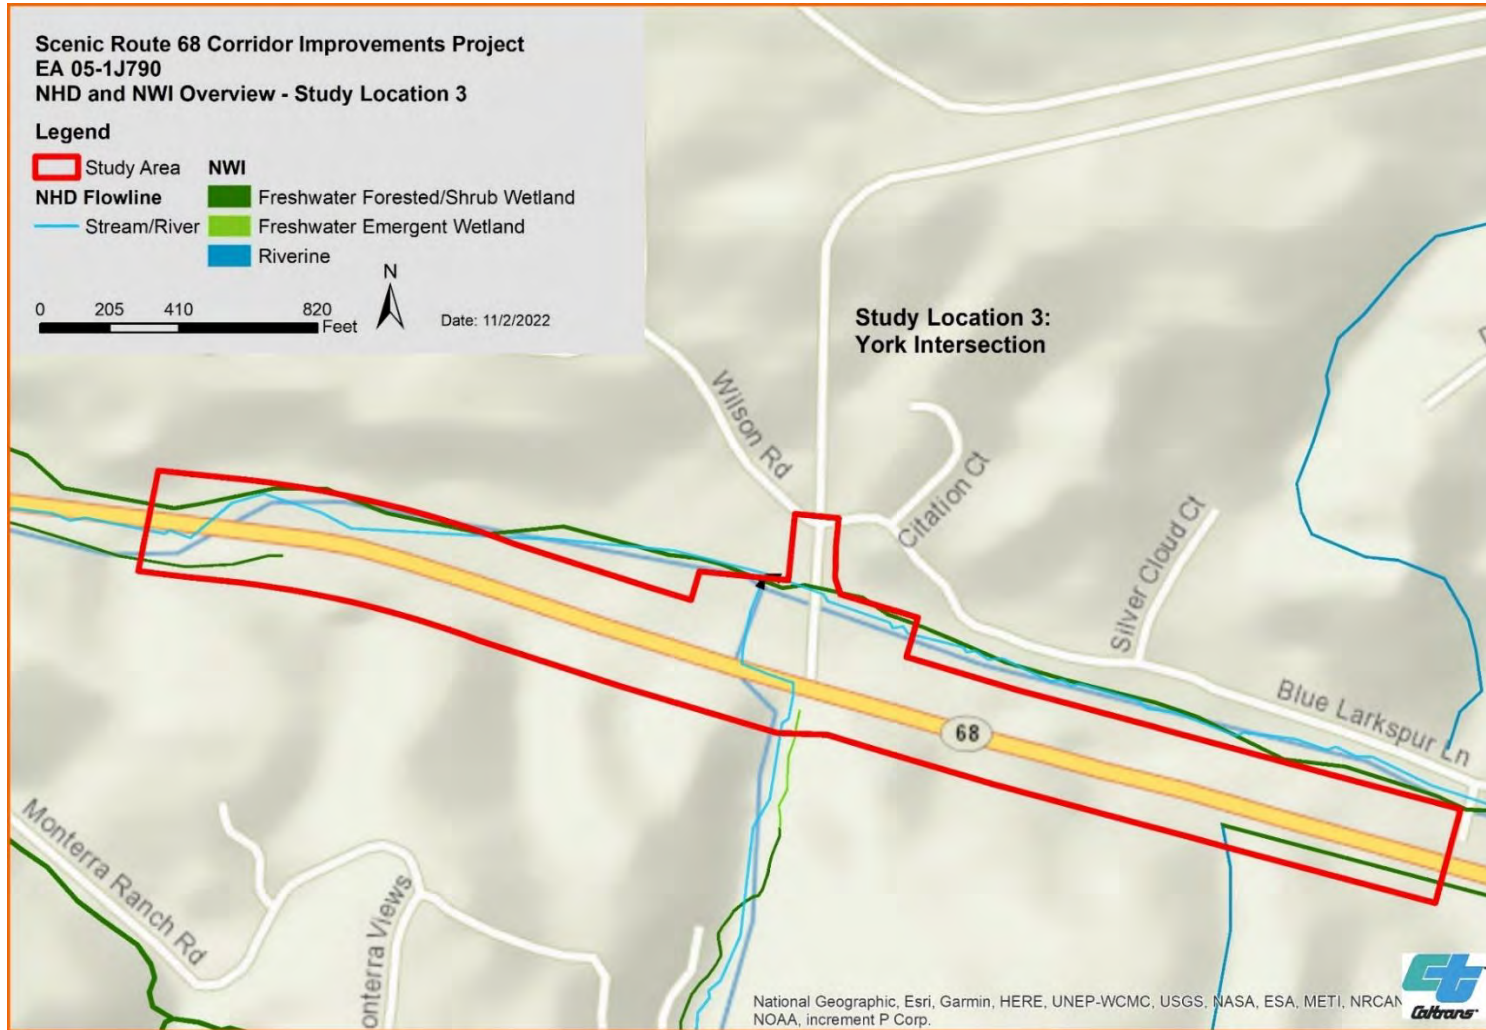 Scenic Route 68 Corridor Improvements Project
EA 05-1J790
NHD and NWI Overview - Study Location 3
Legend
Study Area
NWI
NHD Flowline
Freshwater Forested/Shrub Wetland
Stream/River
Freshwater Emergent Wetland
Riverine
N
0 205 410 820
Feet
Date: 11/2/2022
Study Location 3:
York Intersection
Wilson Rd
Citation Ct
Silver Cloud Ct
Blue Larkspur Ln
68
Monterra Ranch Rd
onterra Views
National Geographic, Esri, Garmin, HERE, UNEP-WCMC, USGS, NASA, ESA, METI, NRCAN
NOAA, increment P Corp.
ct
Caltrans